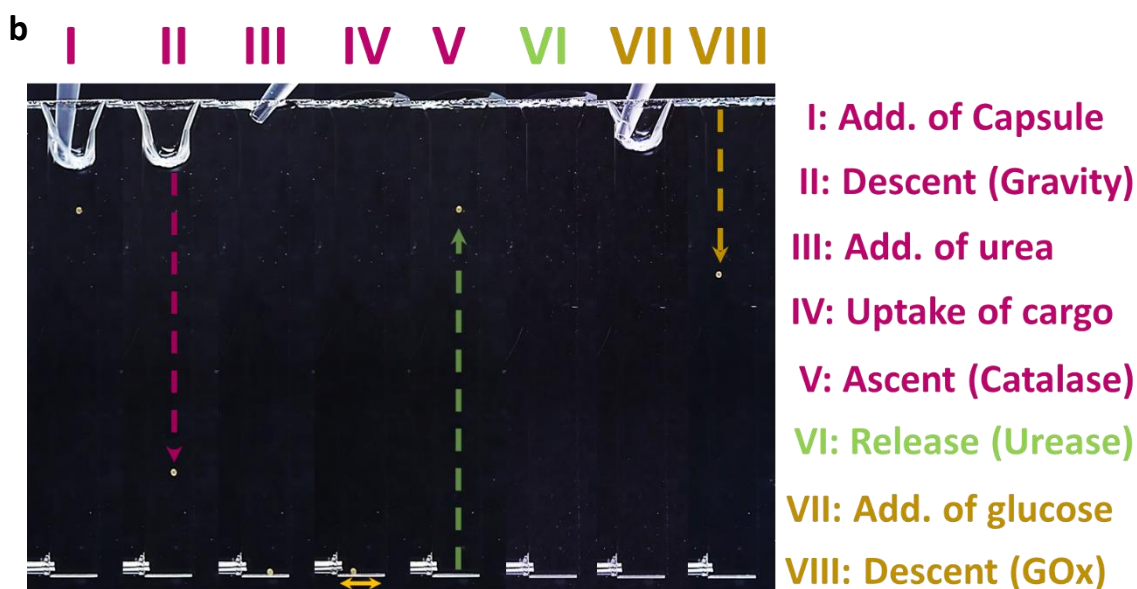 b
I II III IV V VI VII VIII
I: Add. of Capsule
II: Descent (Gravity)
III: Add. of urea
IV: Uptake of cargo
V: Ascent (Catalase)
VI: Release (Urease)
VII: Add. of glucose
VIII: Descent (GOx)